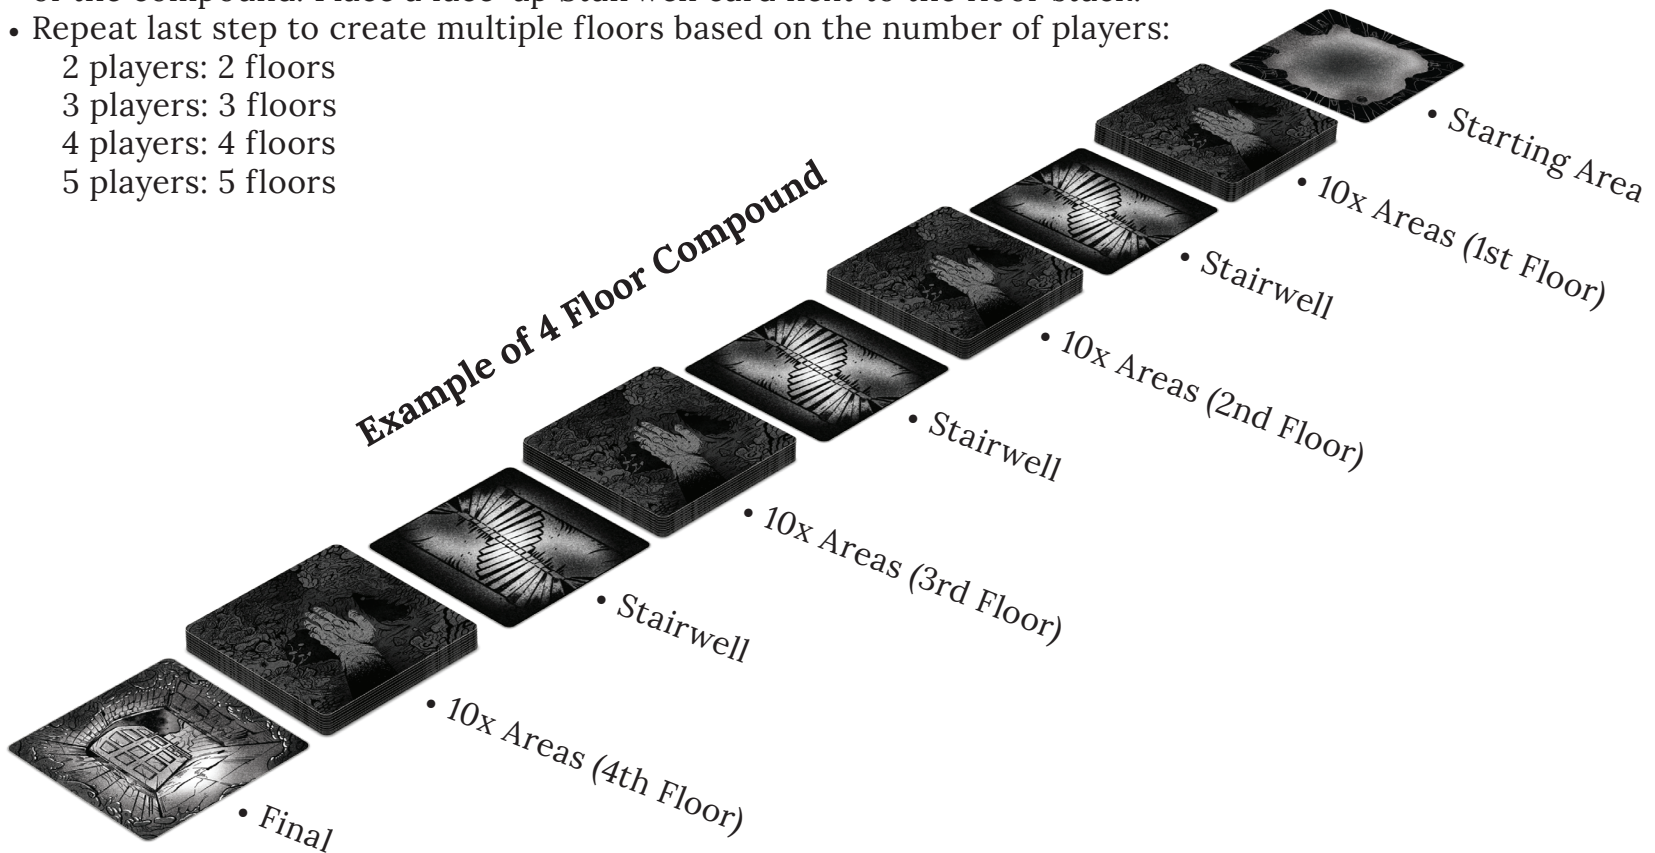 • Repeat last step to create multiple floors based on the number of players:
2 players: 2 floors
3 players: 3 floors
4 players: 4 floors
5 players: 5 floors
Example of 4 Floor Compound
• Starting Area
• 10x Areas (1st Floor)
• Stairwell
• 10x Areas (2nd Floor)
• Stairwell
• 10x Areas (3rd Floor)
• Stairwell
• 10x Areas (4th Floor)
• Final